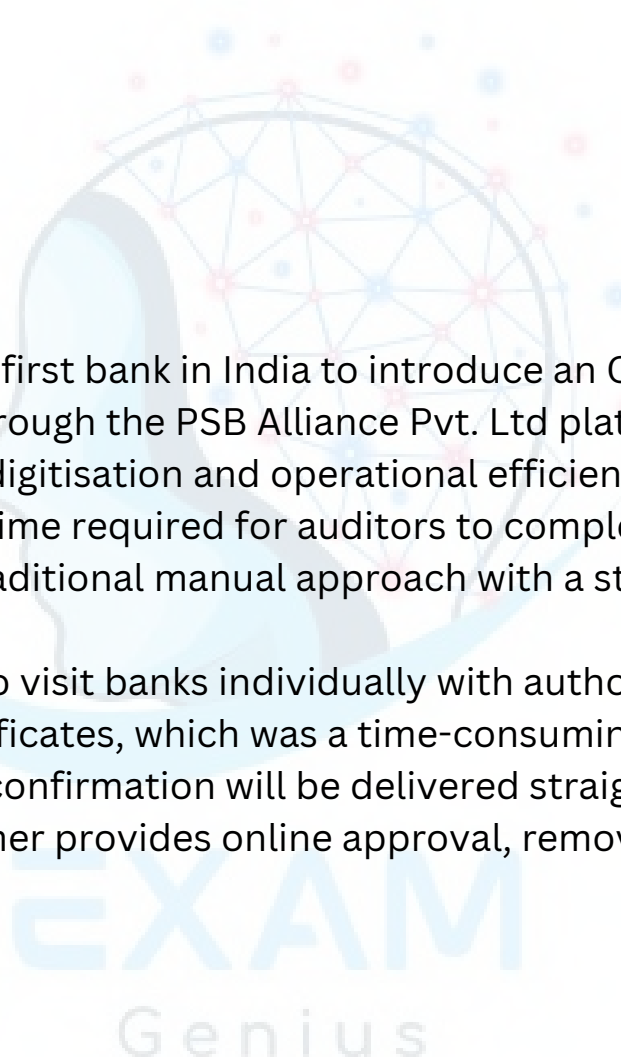 first bank in India to introduce an
rough the PSB Alliance Pvt. Ltd plat
digitisation and operational efficien
ime required for auditors to comple
aditional manual approach with a st
o visit banks individually with autho
ficates, which was a time-consumin
confirmation will be delivered straig
her provides online approval, remov
EXAM
Genius